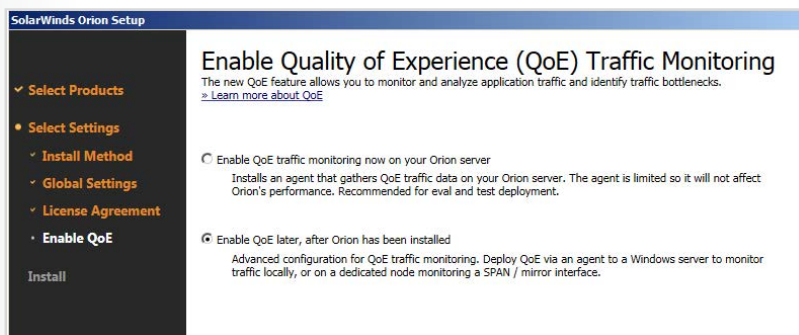 SolarWinds Orion Setup
Select Products
Select Settings
Install Method
Global Settings
License Agreement
Enable QoE
Install
Enable Quality of Experience (QoE) Traffic Monitoring
The new QoE feature allows you to monitor and analyze application traffic and identify traffic bottlenecks.
» Learn more about QoE
Enable QoE traffic monitoring now on your Orion server
Installs an agent that gathers QoE traffic data on your Orion server. The agent is limited so it will not affect
Orion's performance. Recommended for eval and test deployment.
Enable QoE later, after Orion has been installed
Advanced configuration for QoE traffic monitoring. Deploy QoE via an agent to a Windows server to monitor
traffic locally, or on a dedicated node monitoring a SPAN / mirror interface.